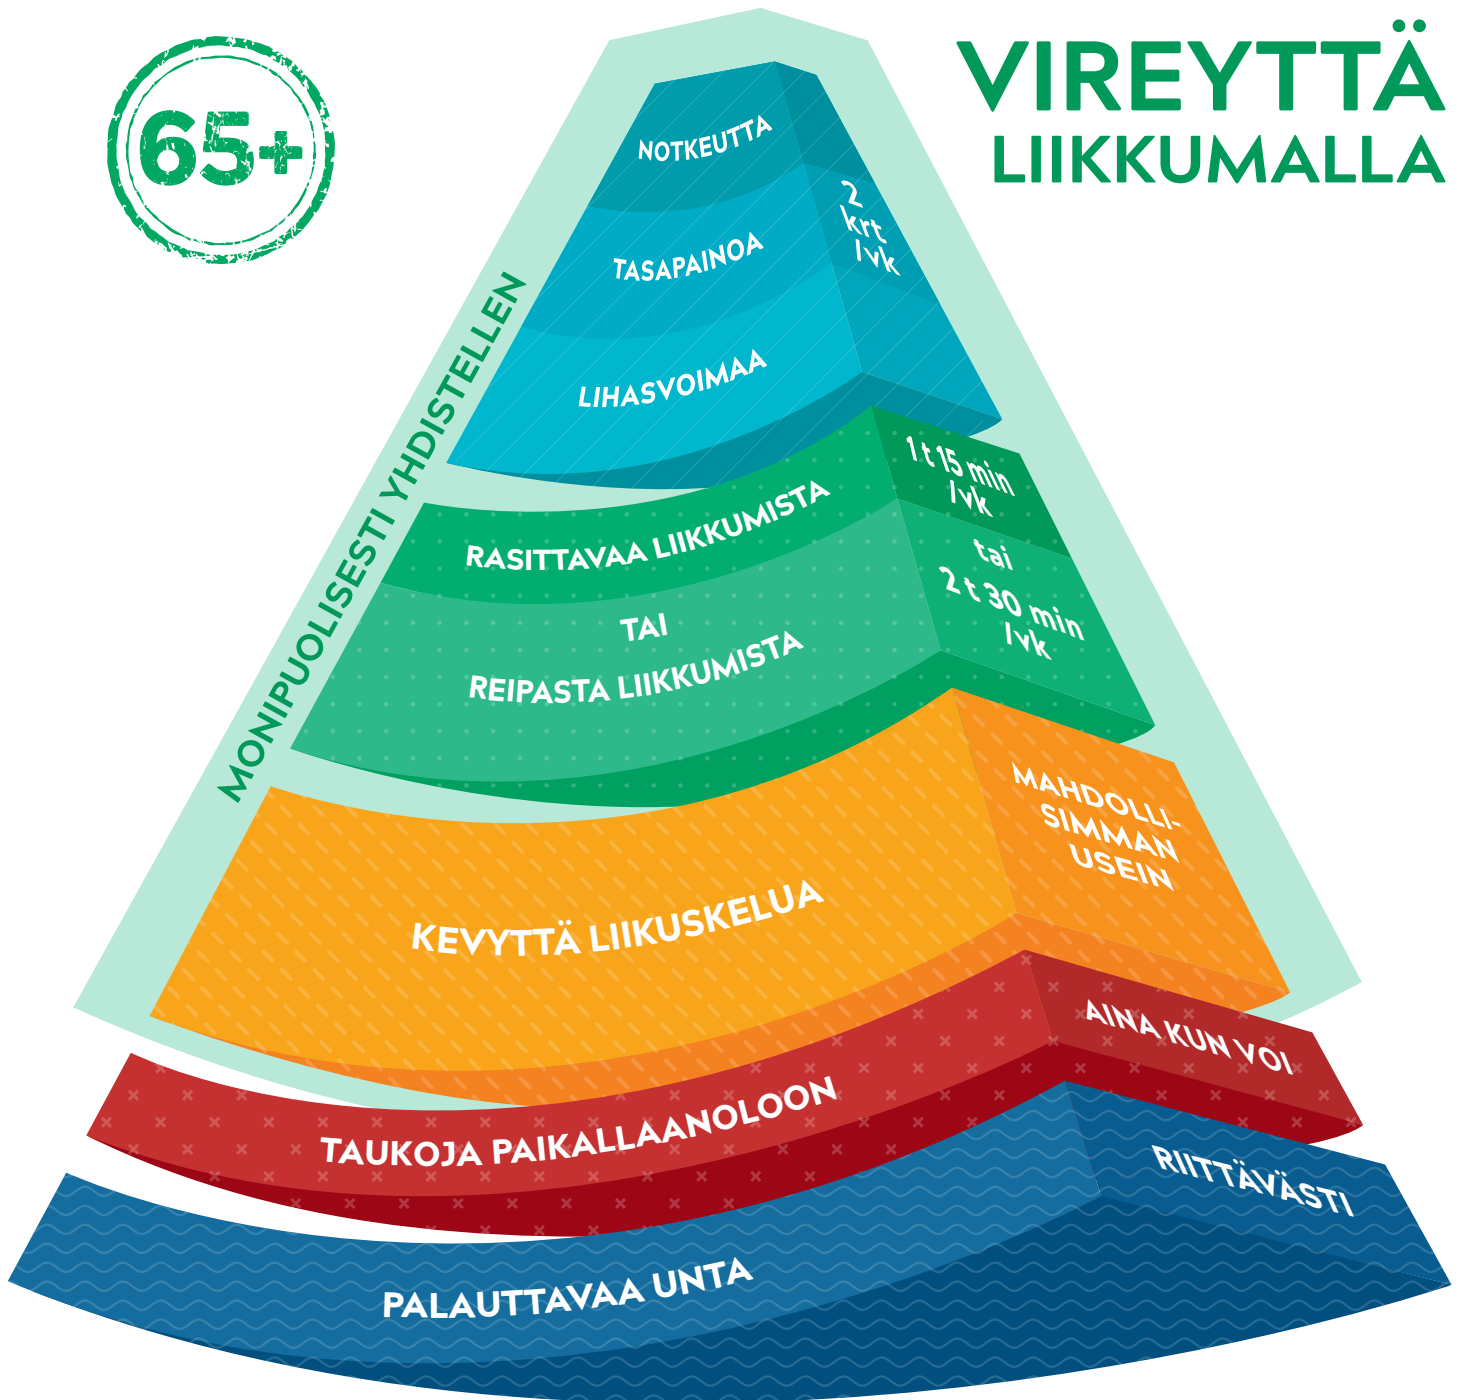 65+
VIREYTTÄ
LIIKKUMALLA
MONIPUOLISESTI YHDISTELLEN
NOTKEUTTA
TASAPAINOA
LIHASVOIMAA
2
krt
/vk
RASITTAVAA LIIKKUMISTA
1 t 15 min
/vk
TAI
REIPASTA LIIKKUMISTA
tai
2 t 30 min
/vk
KEVYTTÄ LIIKUSKELUA
MAHDOLLI-
SIMMAN
USEIN
TAUKOJA PAIKALLAANOLOON
AINA KUN VOI
PALAUTTAVAA UNTA
RIITTÄVÄSTI